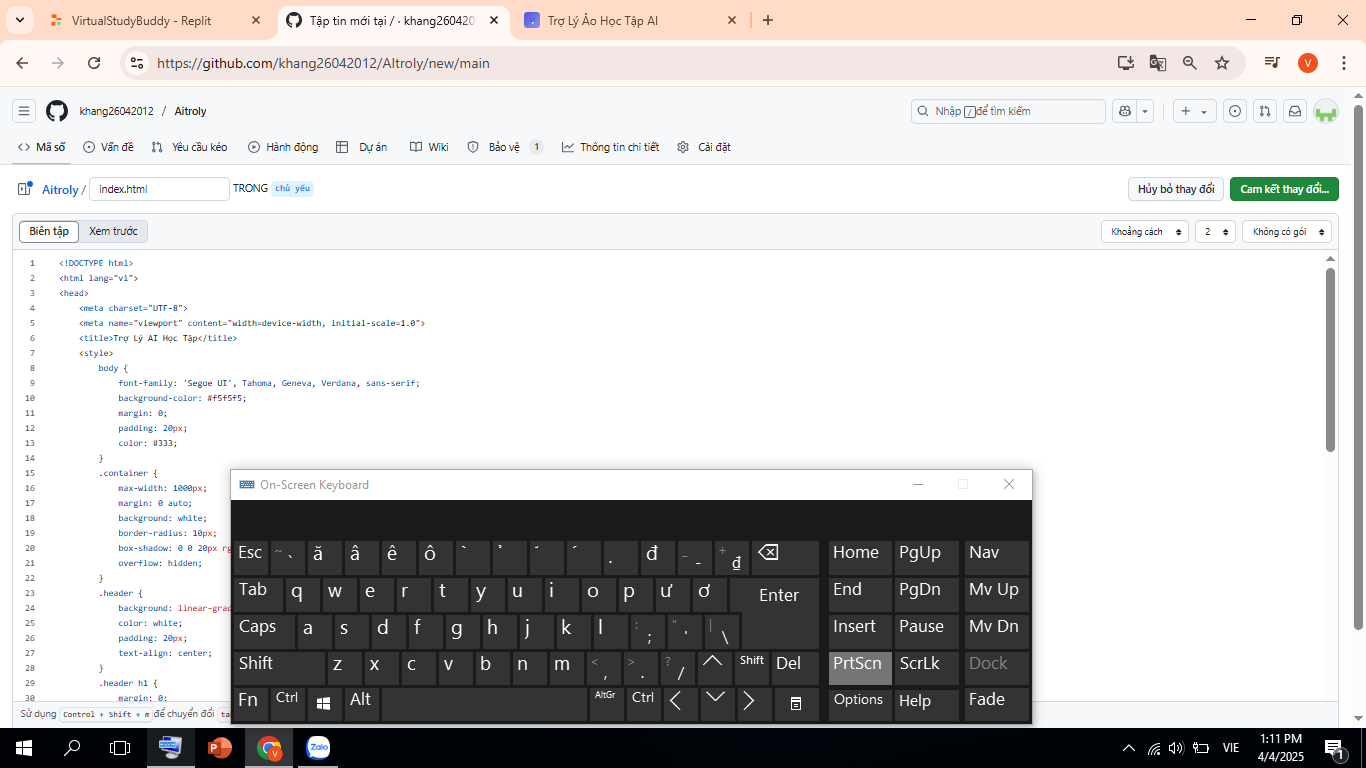 VirtualStudyBuddy - Replit
Tập tin mới tại / · khang260420
Trợ Lý Ảo Học Tập AI
https://github.com/khang26042012/AItroly/new/main
V
khang26042012 / Aitroly
Nhập / để tìm kiếm
Mã số
Vấn đề
Yêu cầu kéo
Hành động
Dự án
Wiki
Bảo vệ 1
Thông tin chi tiết
Cài đặt
Aitroly / index.html TRONG chủ yếu
Hủy bỏ thay đổi
Cam kết thay đổi...
Biên tập
Xem trước
Khoảng cách
2
Không có gói
1 <!DOCTYPE html>
2 <html lang="vi">
3 <head>
4 <meta charset="UTF-8">
5 <meta name="viewport" content="width=device-width, initial-scale=1.0">
6 <title>Trợ Lý AI Học Tập</title>
7 <style>
8 body {
9 font-family: 'Segoe UI', Tahoma, Geneva, Verdana, sans-serif;
10 background-color: #f5f5f5;
11 margin: 0;
12 padding: 20px;
13 color: #333;
14 }
15 .container {
16 max-width: 1000px;
17 margin: 0 auto;
18 background: white;
19 border-radius: 10px;
20 box-shadow: 0 0 20px rg
21 overflow: hidden;
22 }
23 .header {
24 background: linear-grad
25 color: white;
26 padding: 20px;
27 text-align: center;
28 }
29 .header h1 {
30 margin: 0;
Sử dụng Control + Shift + m để chuyển đổi ta
On-Screen Keyboard
Esc ~ ` ă â ê ô ̀ ̉ ̃ ́ . đ _ - + ₫ Home PgUp Nav
Tab q w e r t y u i o p ư ơ Enter End PgDn Mv Up
Caps a s d f g h j k l : ; " ' | \ Insert Pause Mv Dn
Shift z x c v b n m < , > . ? / Shift Del PrtScn ScrLk Dock
Fn Ctrl Alt AltGr Ctrl Options Help Fade
Zalo
VIE
1:11 PM
4/4/2025
1